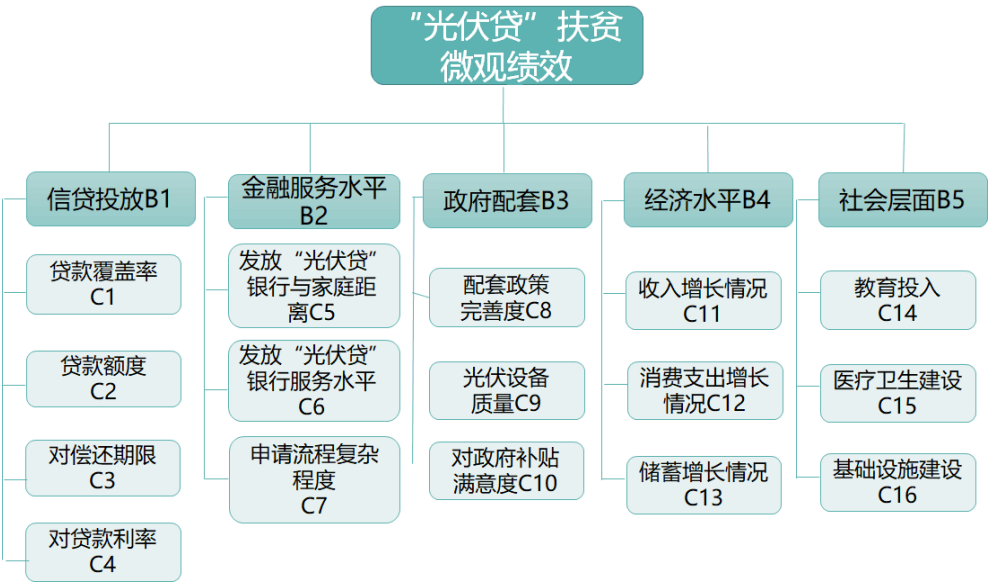 “光伏贷”扶贫
微观绩效
信贷投放B1
贷款覆盖率
C1
贷款额度
C2
对偿还期限
C3
对贷款利率
C4
金融服务水平
B2
发放“光伏贷”
银行与家庭距
离C5
发放“光伏贷”
银行服务水平
C6
申请流程复杂
程度
C7
政府配套B3
配套政策
完善度C8
光伏设备
质量C9
对政府补贴
满意度C10
经济水平B4
收入增长情况
C11
消费支出增长
情况C12
储蓄增长情况
C13
社会层面B5
教育投入
C14
医疗卫生建设
C15
基础设施建设
C16